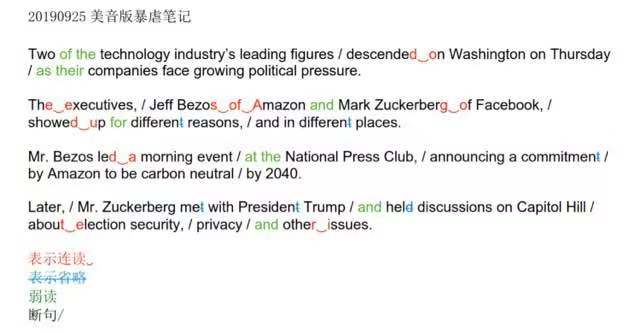 20190925 美音版暴虐笔记
Two of the technology industry's leading figures / descended‿on Washington on Thursday
/ as their companies face growing political pressure.
The‿executives, / Jeff Bezos‿of‿Amazon and Mark Zuckerberg‿of Facebook, /
showed‿up for different reasons, / and in different places.
Mr. Bezos led‿a morning event / at the National Press Club, / announcing a commitment /
by Amazon to be carbon neutral / by 2040.
Later, / Mr. Zuckerberg met with President Trump / and held discussions on Capitol Hill /
about‿election security, / privacy / and other‿issues.
表示连读‿
表示省略
弱读
断句/